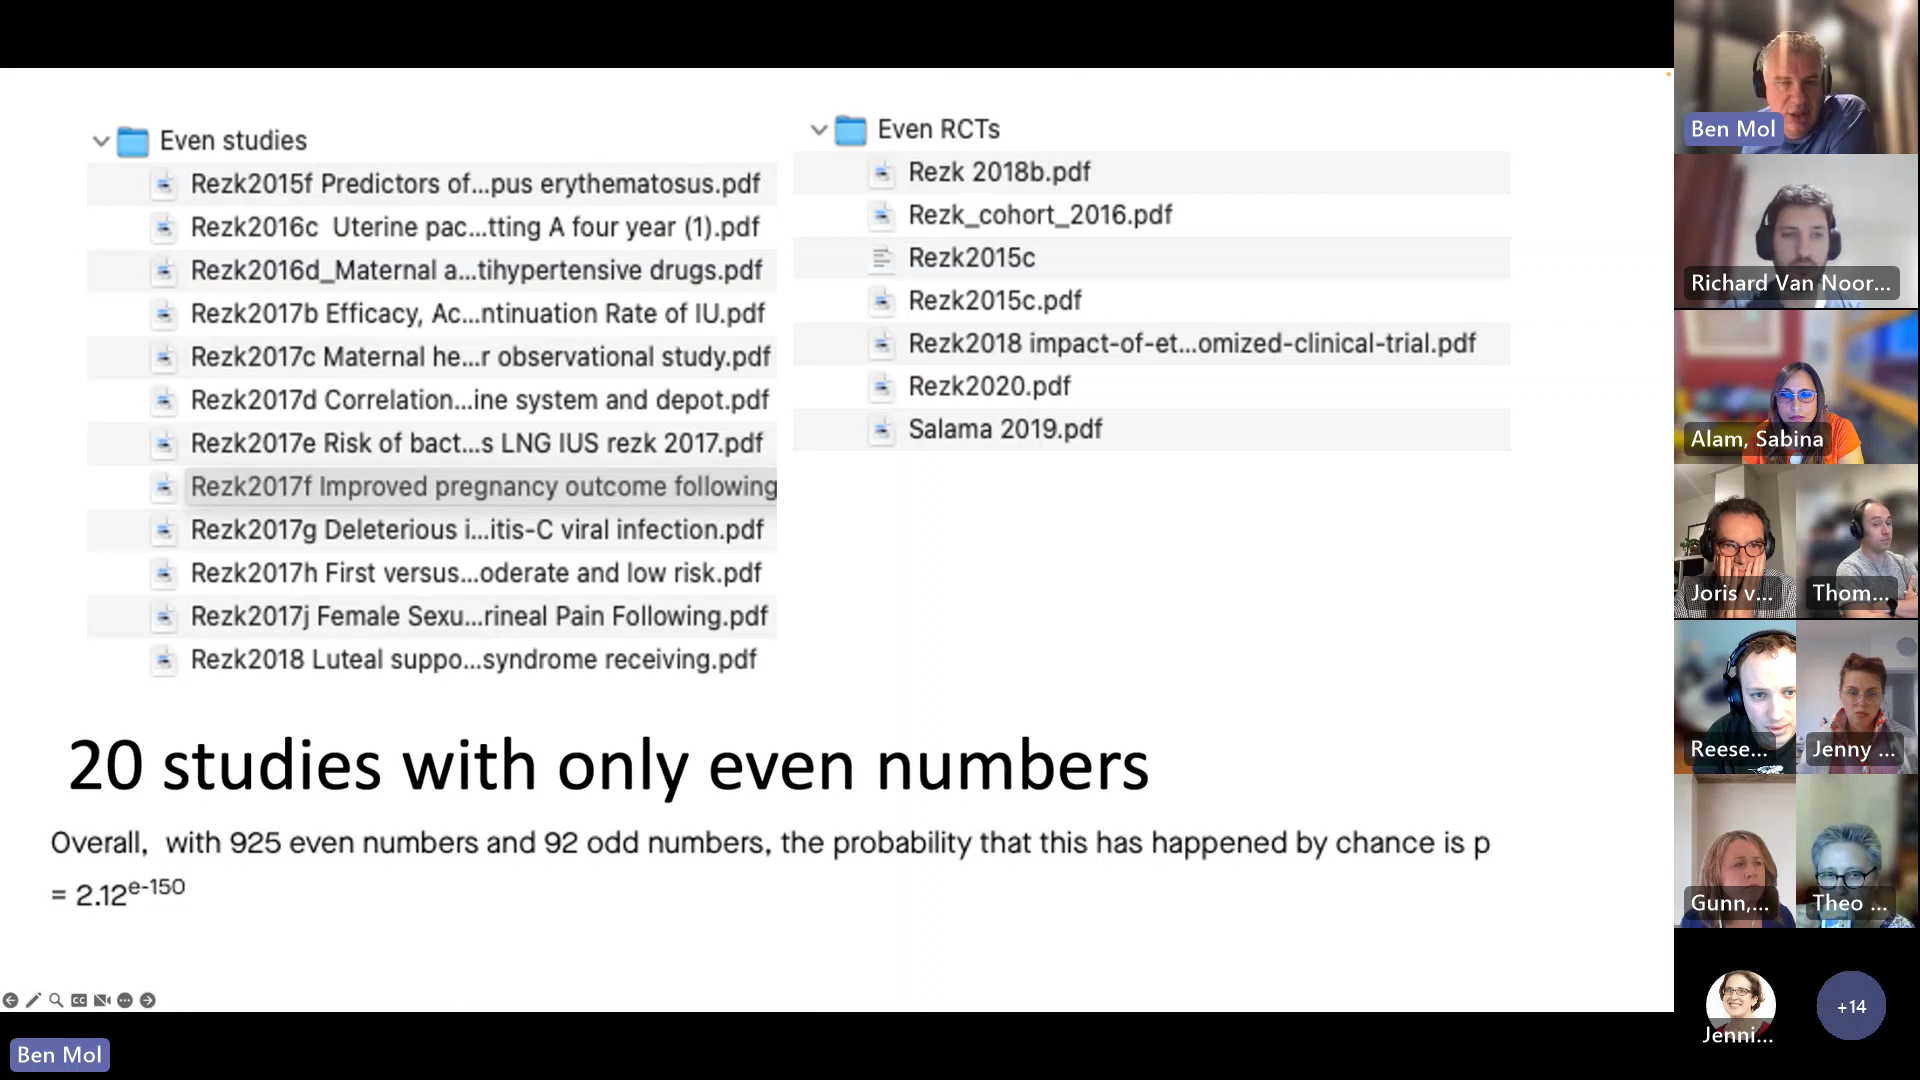 Even studies
Rezk2015f Predictors of...pus erythematosus.pdf
Rezk2016c  Uterine pac...tting A four year (1).pdf
Rezk2016d_Maternal a...tihypertensive drugs.pdf
Rezk2017b Efficacy, Ac...ntinuation Rate of IU.pdf
Rezk2017c Maternal he...r observational study.pdf
Rezk2017d Correlation...ine system and depot.pdf
Rezk2017e Risk of bact...s LNG IUS rezk 2017.pdf
Rezk2017f Improved pregnancy outcome following
Rezk2017g Deleterious i...itis-C viral infection.pdf
Rezk2017h First versus...oderate and low risk.pdf
Rezk2017j Female Sexu...rineal Pain Following.pdf
Rezk2018 Luteal suppo...syndrome receiving.pdf
Even RCTs
Rezk 2018b.pdf
Rezk_cohort_2016.pdf
Rezk2015c
Rezk2015c.pdf
Rezk2018 impact-of-et...omized-clinical-trial.pdf
Rezk2020.pdf
Salama 2019.pdf
20 studies with only even numbers
Overall,  with 925 even numbers and 92 odd numbers, the probability that this has happened by chance is p
= 2.12e-150
CC
Ben Mol
Ben Mol
Richard Van Noor...
Alam, Sabina
Joris v...
Thom...
Reese...
Jenny ...
Gunn,...
Theo ...
Jenni...
+14